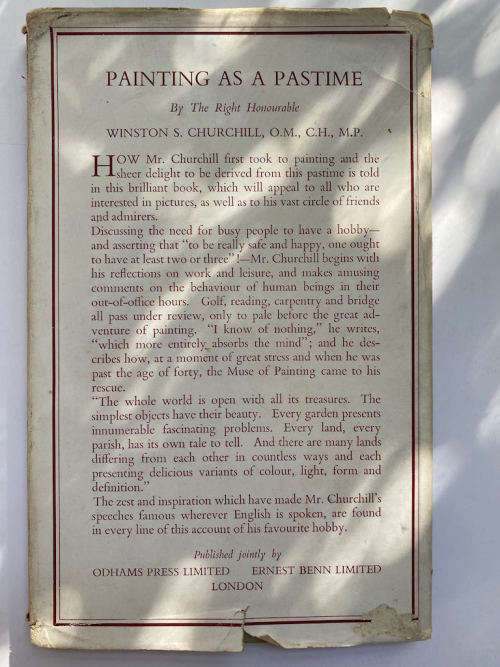 PAINTING AS A PASTIME
By The Right Honourable
WINSTON S. CHURCHILL, O.M., C.H., M.P.
HOW Mr. Churchill first took to painting and the
sheer delight to be derived from this pastime is told
in this brilliant book, which will appeal to all who are
interested in pictures, as well as to his vast circle of friends
and admirers.
Discussing the need for busy people to have a hobby—
and asserting that "to be really safe and happy, one ought
to have at least two or three"!—Mr. Churchill begins with
his reflections on work and leisure, and makes amusing
comments on the behaviour of human beings in their
out-of-office hours. Golf, reading, carpentry and bridge
all pass under review, only to pale before the great ad-
venture of painting. "I know of nothing," he writes,
"which more entirely absorbs the mind"; and he des-
cribes how, at a moment of great stress and when he was
past the age of forty, the Muse of Painting came to his
rescue.
"The whole world is open with all its treasures. The
simplest objects have their beauty. Every garden presents
innumerable fascinating problems. Every land, every
parish, has its own tale to tell. And there are many lands
differing from each other in countless ways and each
presenting delicious variants of colour, light, form and
definition."
The zest and inspiration which have made Mr. Churchill's
speeches famous wherever English is spoken, are found
in every line of this account of his favourite hobby.
Published jointly by
ODHAMS PRESS LIMITED ERNEST BENN LIMITED
LONDON